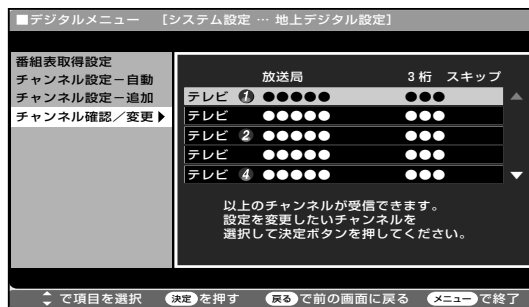 ■デジタルメニュー [システム設定 … 地上デジタル設定]
番組表取得設定
チャンネル設定－自動
チャンネル設定－追加
チャンネル確認／変更▶
放送局 3桁 スキップ
テレビ ❶ ●●●●● ●●●
テレビ ●●●●● ●●●
テレビ ❷ ●●●●● ●●●
テレビ ●●●●● ●●●
テレビ ❹ ●●●●● ●●●
以上のチャンネルが受信できます。
設定を変更したいチャンネルを
選択して決定ボタンを押してください。
で項目を選択 決定を押す 戻るで前の画面に戻る メニューで終了